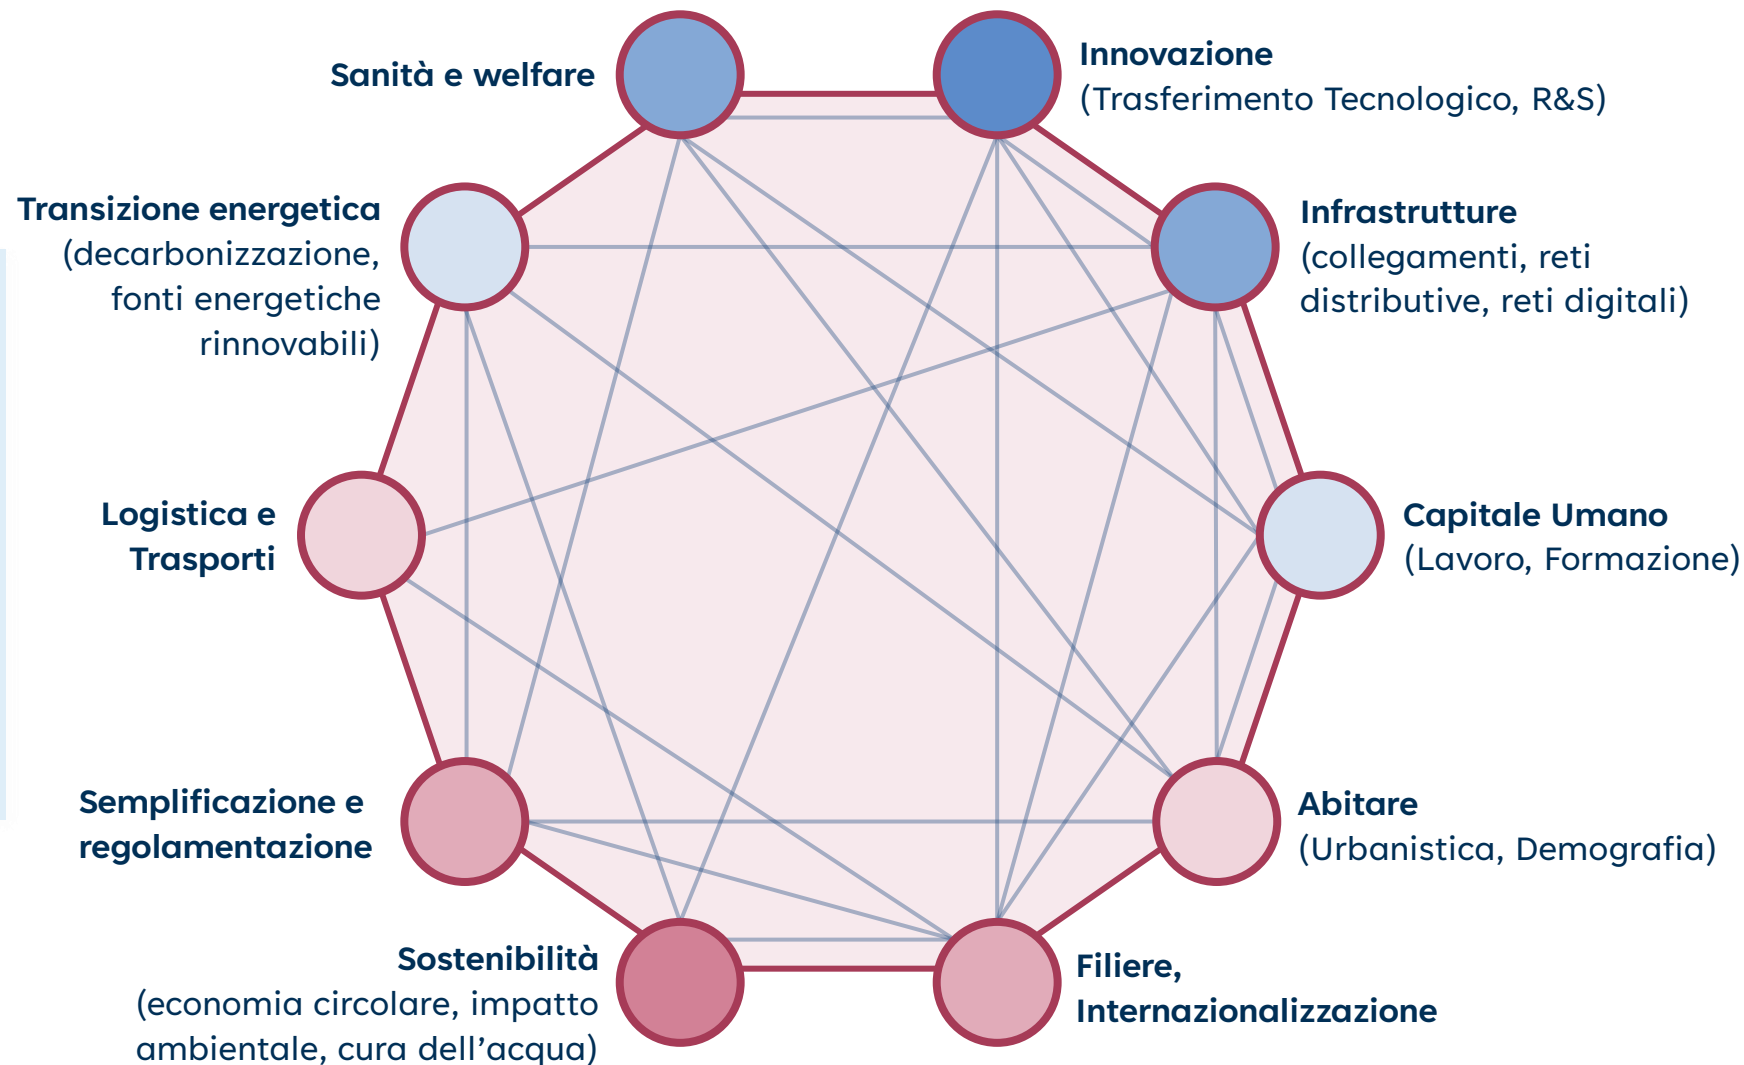 Sanità e welfare
Innovazione
(Trasferimento Tecnologico, R&S)
Transizione energetica
(decarbonizzazione,
fonti energetiche
rinnovabili)
Infrastrutture
(collegamenti, reti
distributive, reti digitali)
Logistica e
Trasporti
Capitale Umano
(Lavoro, Formazione)
Semplificazione e
regolamentazione
Abitare
(Urbanistica, Demografia)
Sostenibilità
(economia circolare, impatto
ambientale, cura dell’acqua)
Filiere,
Internazionalizzazione